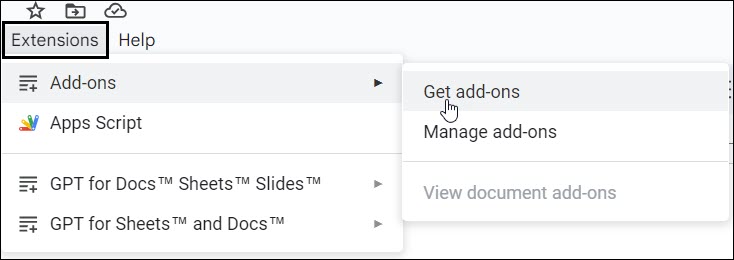 Extensions Help
Add-ons
Get add-ons
Apps Script
Manage add-ons
GPT for Docs™ Sheets™ Slides™
View document add-ons
GPT for Sheets™ and Docs™